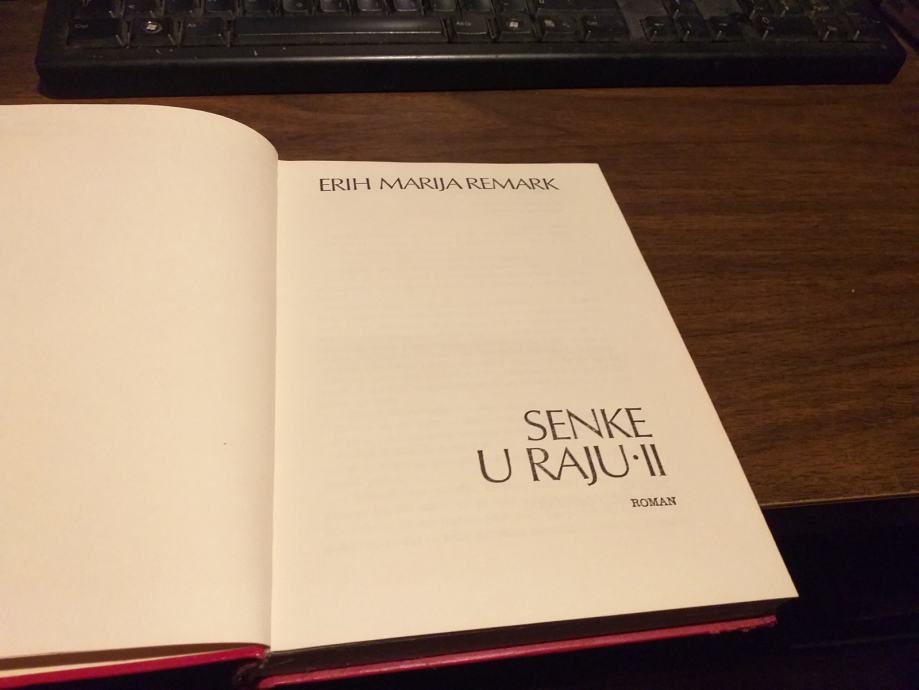 ERIH MARIJA REMARK
SENKE
U RAJU·II
ROMAN